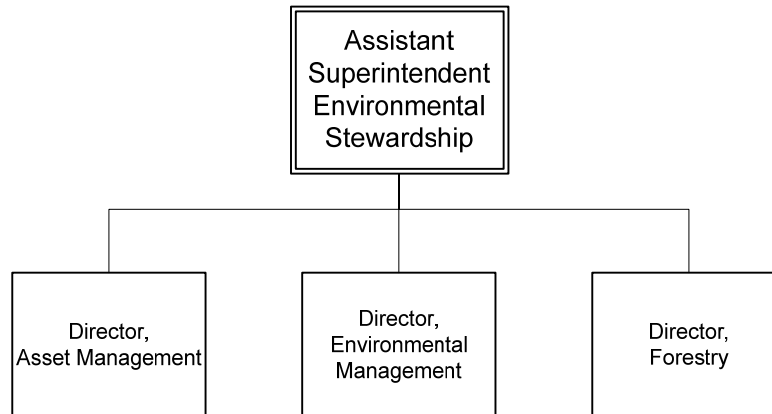 Assistant
Superintendent
Environmental
Stewardship
Director,
Asset Management
Director,
Environmental
Management
Director,
Forestry